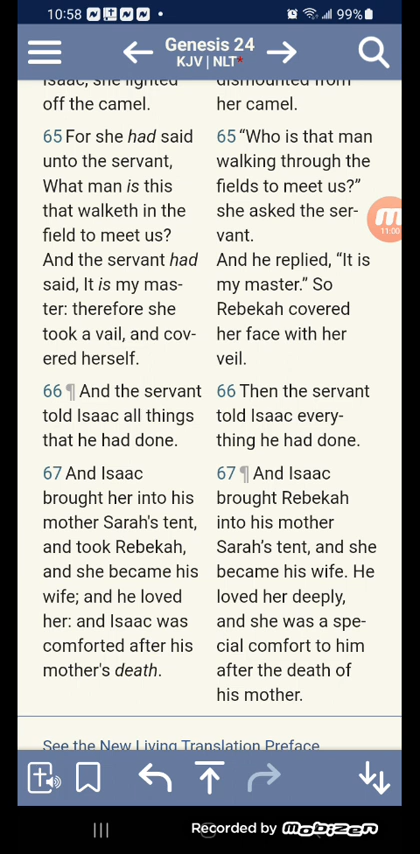 10:58 99%
Genesis 24
KJV | NLT*
Isaac, she lighted
off the camel.
65 For she had said
unto the servant,
What man is this
that walketh in the
field to meet us?
And the servant had
said, It is my mas-
ter: therefore she
took a vail, and cov-
ered herself.
66 ¶ And the servant
told Isaac all things
that he had done.
67 And Isaac
brought her into his
mother Sarah's tent,
and took Rebekah,
and she became his
wife; and he loved
her: and Isaac was
comforted after his
mother's death.
dismounted from
her camel.
65 “Who is that man
walking through the
fields to meet us?”
she asked the ser-
vant.
And he replied, “It is
my master.” So
Rebekah covered
her face with her
veil.
66 Then the servant
told Isaac every-
thing he had done.
67 ¶ And Isaac
brought Rebekah
into his mother
Sarah’s tent, and she
became his wife. He
loved her deeply,
and she was a spe-
cial comfort to him
after the death of
his mother.
11:00
See the New Living Translation Preface
Recorded by Mobizen